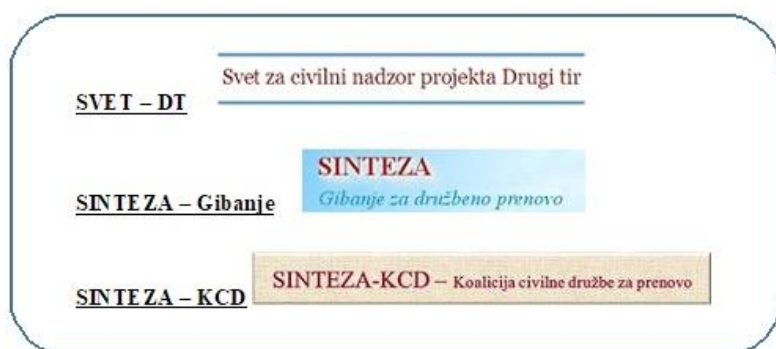 Svet za civilni nadzor projekta Drugi tir
SVET – DT
SINTEZA
Gibanje za družbeno prenovo
SINTEZA – Gibanje
SINTEZA-KCD – Koalicija civilne družbe za prenovo
SINTEZA – KCD